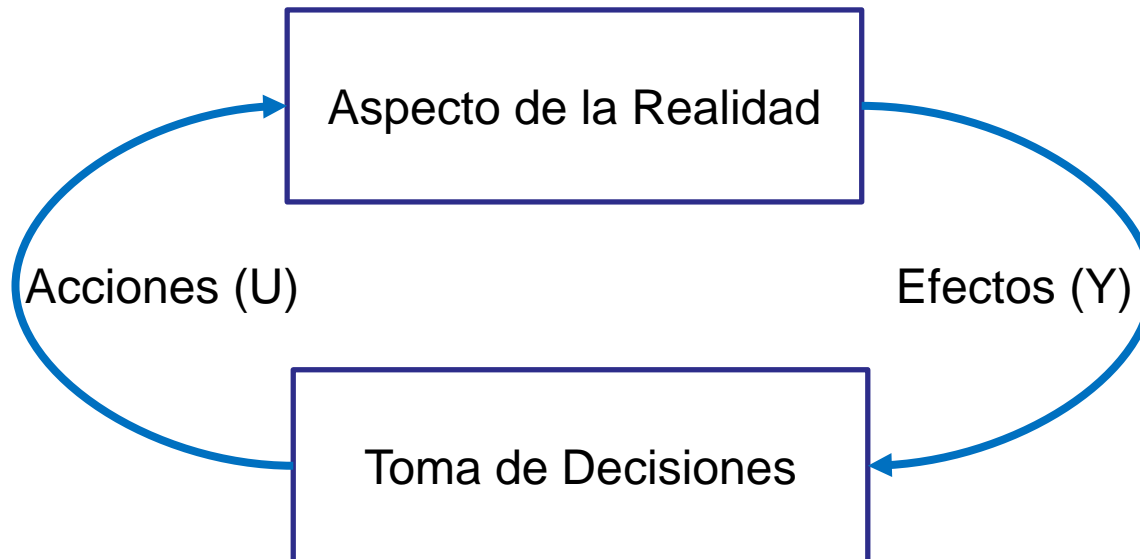 Aspecto de la Realidad
Acciones (U)
Efectos (Y)
Toma de Decisiones